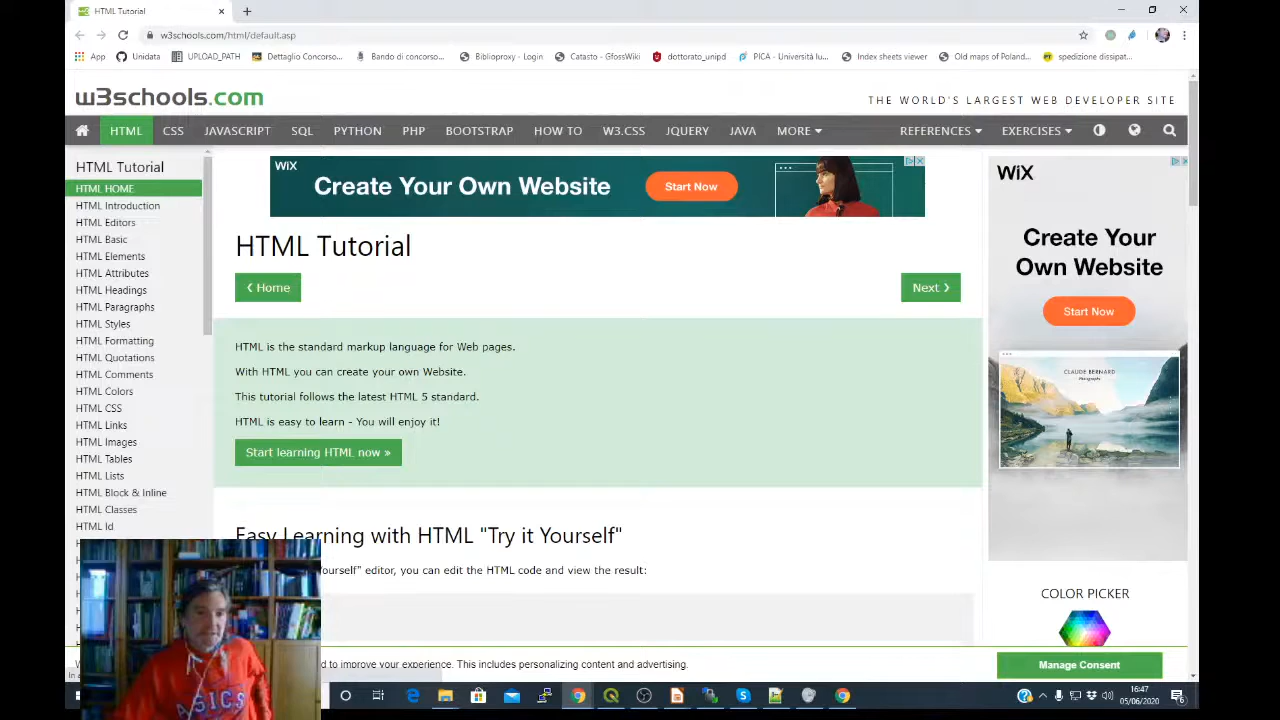 HTML Tutorial
w3schools.com/html/default.asp
App
Unidata
UPLOAD_PATH
Dettaglio Concorso...
Bando di concorso...
Biblioproxy - Login
Catasto - GfossWiki
dottorato_unipd
PICA - Università lu...
Index sheets viewer
Old maps of Poland...
spedizione dissipat...
w3schools.com
THE WORLD'S LARGEST WEB DEVELOPER SITE
HTML
CSS
JAVASCRIPT
SQL
PYTHON
PHP
BOOTSTRAP
HOW TO
W3.CSS
JQUERY
JAVA
MORE
REFERENCES
EXERCISES
HTML Tutorial
HTML HOME
HTML Introduction
HTML Editors
HTML Basic
HTML Elements
HTML Attributes
HTML Headings
HTML Paragraphs
HTML Styles
HTML Formatting
HTML Quotations
HTML Comments
HTML Colors
HTML CSS
HTML Links
HTML Images
HTML Tables
HTML Lists
HTML Block & Inline
HTML Classes
HTML Id
WiX
Create Your Own Website
Start Now
HTML Tutorial
❮ Home
Next ❯
HTML is the standard markup language for Web pages.
With HTML you can create your own Website.
This tutorial follows the latest HTML 5 standard.
HTML is easy to learn - You will enjoy it!
Start learning HTML now »
Easy Learning with HTML "Try it Yourself"
ourself" editor, you can edit the HTML code and view the result:
WiX
Create Your
Own Website
Start Now
CLAUDE BERNARD
COLOR PICKER
to improve your experience. This includes personalizing content and advertising.
Manage Consent
ASICS
16:47
05/06/2020